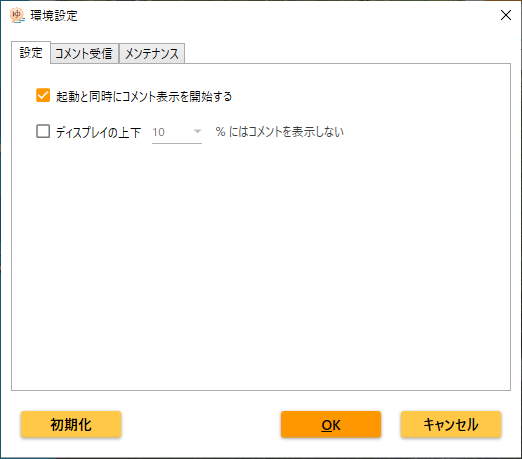 ゆ 環境設定
設定 コメント受信 メンテナンス
起動と同時にコメント表示を開始する
ディスプレイの上下 10 % にはコメントを表示しない
初期化 OK キャンセル